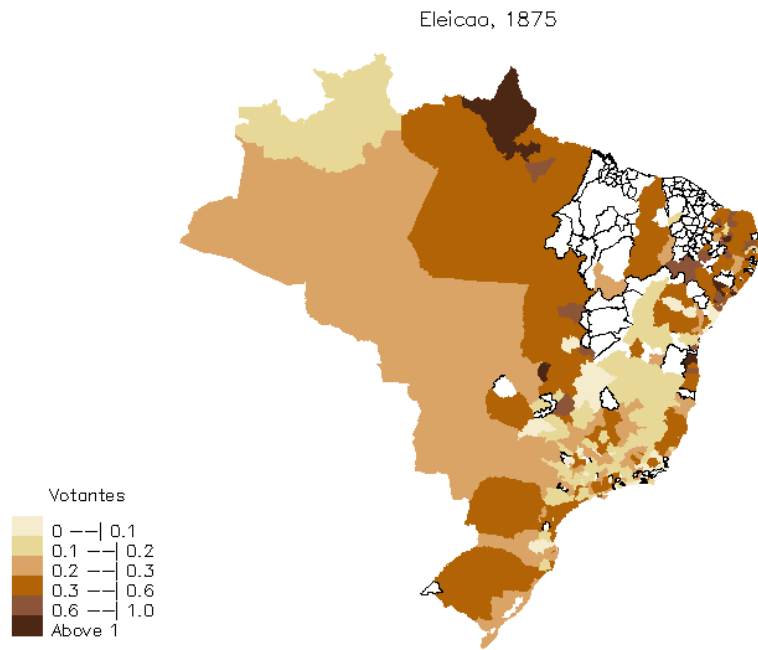 Eleicao, 1875
Votantes
0 ––| 0.1
0.1 ––| 0.2
0.2 ––| 0.3
0.3 ––| 0.6
0.6 ––| 1.0
Above 1